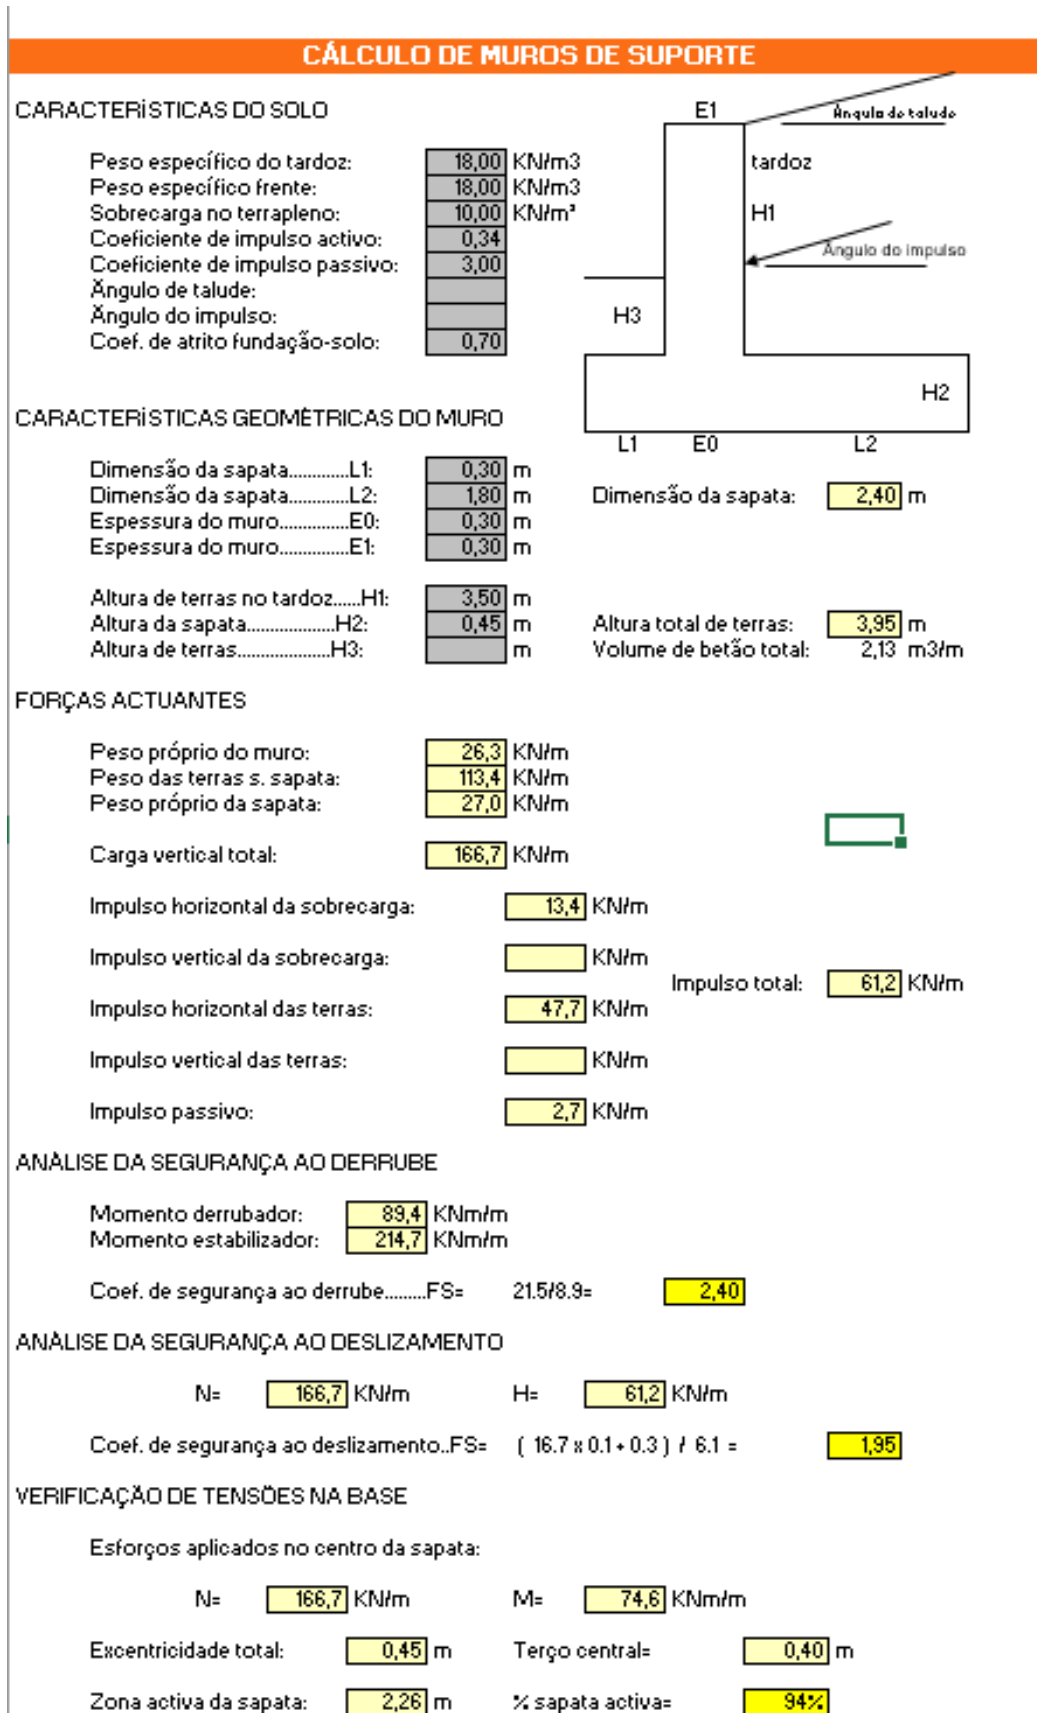 CÁLCULO DE MUROS DE SUPORTE
CARACTERÍSTICAS DO SOLO
E1
Ângulo do talude
Peso específico do tardoz: 18,00 KN/m3
tardoz
Peso específico frente: 18,00 KN/m3
Sobrecarga no terrapleno: 10,00 KN/m²
H1
Coeficiente de impulso activo: 0,34
Ângulo do impulso
Coeficiente de impulso passivo: 3,00
Ângulo de talude:
Ângulo do impulso:
H3
Coef. de atrito fundação-solo: 0,70
H2
CARACTERÍSTICAS GEOMÉTRICAS DO MURO
L1 E0 L2
Dimensão da sapata............L1: 0,30 m
Dimensão da sapata............L2: 1,80 m Dimensão da sapata: 2,40 m
Espessura do muro..............E0: 0,30 m
Espessura do muro..............E1: 0,30 m
Altura de terras no tardoz......H1: 3,50 m
Altura da sapata..................H2: 0,45 m Altura total de terras: 3,95 m
Altura de terras...................H3: m Volume de betão total: 2,13 m3/m
FORÇAS ACTUANTES
Peso próprio do muro: 26,3 KN/m
Peso das terras s. sapata: 113,4 KN/m
Peso próprio da sapata: 27,0 KN/m
Carga vertical total: 166,7 KN/m
Impulso horizontal da sobrecarga: 13,4 KN/m
Impulso vertical da sobrecarga: KN/m
Impulso total: 61,2 KN/m
Impulso horizontal das terras: 47,7 KN/m
Impulso vertical das terras: KN/m
Impulso passivo: 2,7 KN/m
ANÁLISE DA SEGURANÇA AO DERRUBE
Momento derrubador: 89,4 KNm/m
Momento estabilizador: 214,7 KNm/m
Coef. de segurança ao derrube........FS= 21.5/8.9= 2,40
ANÁLISE DA SEGURANÇA AO DESLIZAMENTO
N= 166,7 KN/m H= 61,2 KN/m
Coef. de segurança ao deslizamento..FS= ( 16.7 x 0.1 + 0.3 ) / 6.1 = 1,95
VERIFICAÇÃO DE TENSÕES NA BASE
Esforços aplicados no centro da sapata:
N= 166,7 KN/m M= 74,6 KNm/m
Excentricidade total: 0,45 m Terço central= 0,40 m
Zona activa da sapata: 2,26 m % sapata activa= 94%